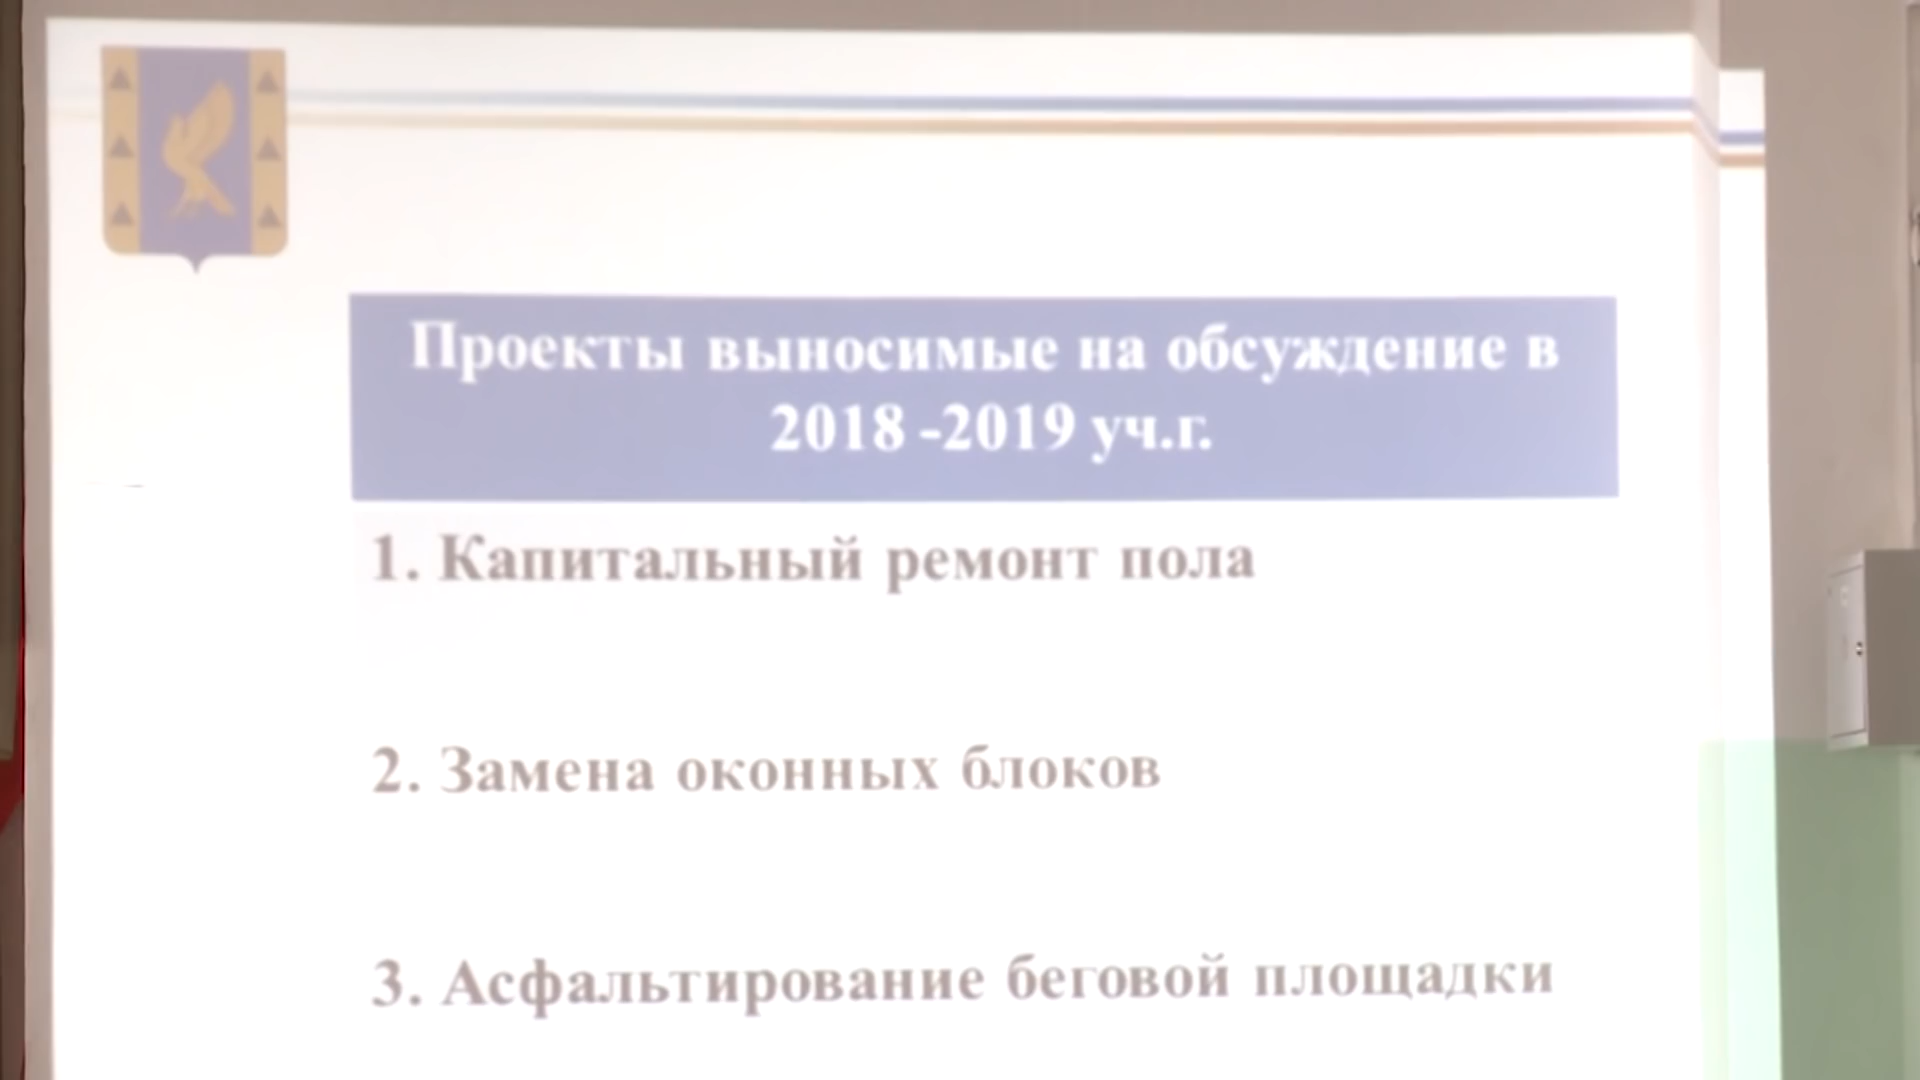 Проекты выносимые на обсуждение в
2018 -2019 уч.г.
1. Капитальный ремонт пола
2. Замена оконных блоков
3. Асфальтирование беговой площадки